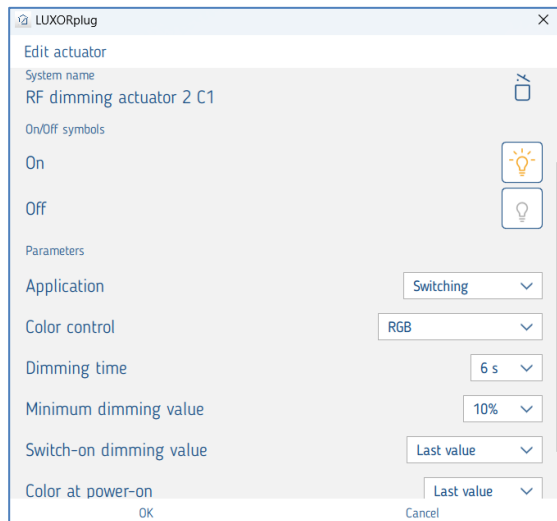 LUXORplug
Edit actuator
System name
RF dimming actuator 2 C1
On/Off symbols
On
Off
Parameters
Application Switching
Color control RGB
Dimming time 6 s
Minimum dimming value 10%
Switch-on dimming value Last value
Color at power-on Last value
OK Cancel